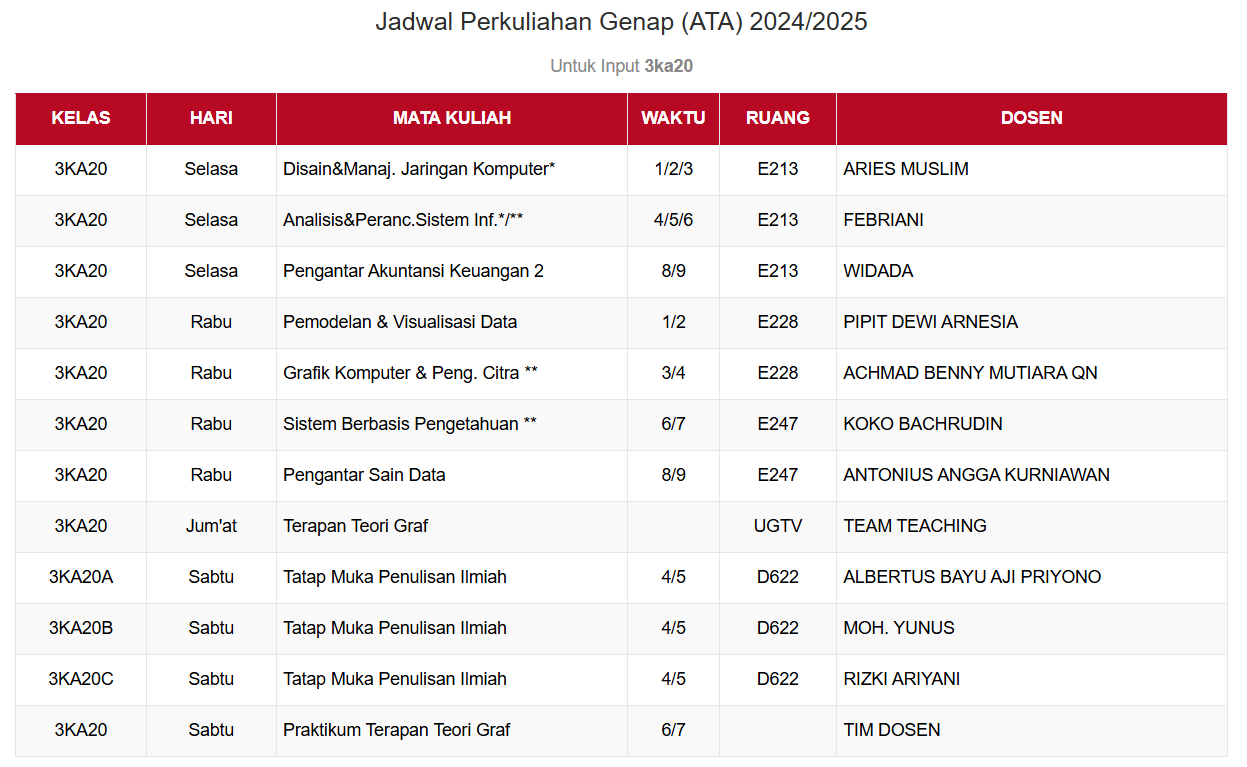 Jadwal Perkuliahan Genap (ATA) 2024/2025
Untuk Input 3ka20
KELAS HARI MATA KULIAH WAKTU RUANG DOSEN
3KA20 Selasa Disain&Manaj. Jaringan Komputer* 1/2/3 E213 ARIES MUSLIM
3KA20 Selasa Analisis&Peranc.Sistem Inf.*/** 4/5/6 E213 FEBRIANI
3KA20 Selasa Pengantar Akuntansi Keuangan 2 8/9 E213 WIDADA
3KA20 Rabu Pemodelan & Visualisasi Data 1/2 E228 PIPIT DEWI ARNESIA
3KA20 Rabu Grafik Komputer & Peng. Citra ** 3/4 E228 ACHMAD BENNY MUTIARA QN
3KA20 Rabu Sistem Berbasis Pengetahuan ** 6/7 E247 KOKO BACHRUDIN
3KA20 Rabu Pengantar Sain Data 8/9 E247 ANTONIUS ANGGA KURNIAWAN
3KA20 Jum'at Terapan Teori Graf UGTV TEAM TEACHING
3KA20A Sabtu Tatap Muka Penulisan Ilmiah 4/5 D622 ALBERTUS BAYU AJI PRIYONO
3KA20B Sabtu Tatap Muka Penulisan Ilmiah 4/5 D622 MOH. YUNUS
3KA20C Sabtu Tatap Muka Penulisan Ilmiah 4/5 D622 RIZKI ARIYANI
3KA20 Sabtu Praktikum Terapan Teori Graf 6/7 TIM DOSEN